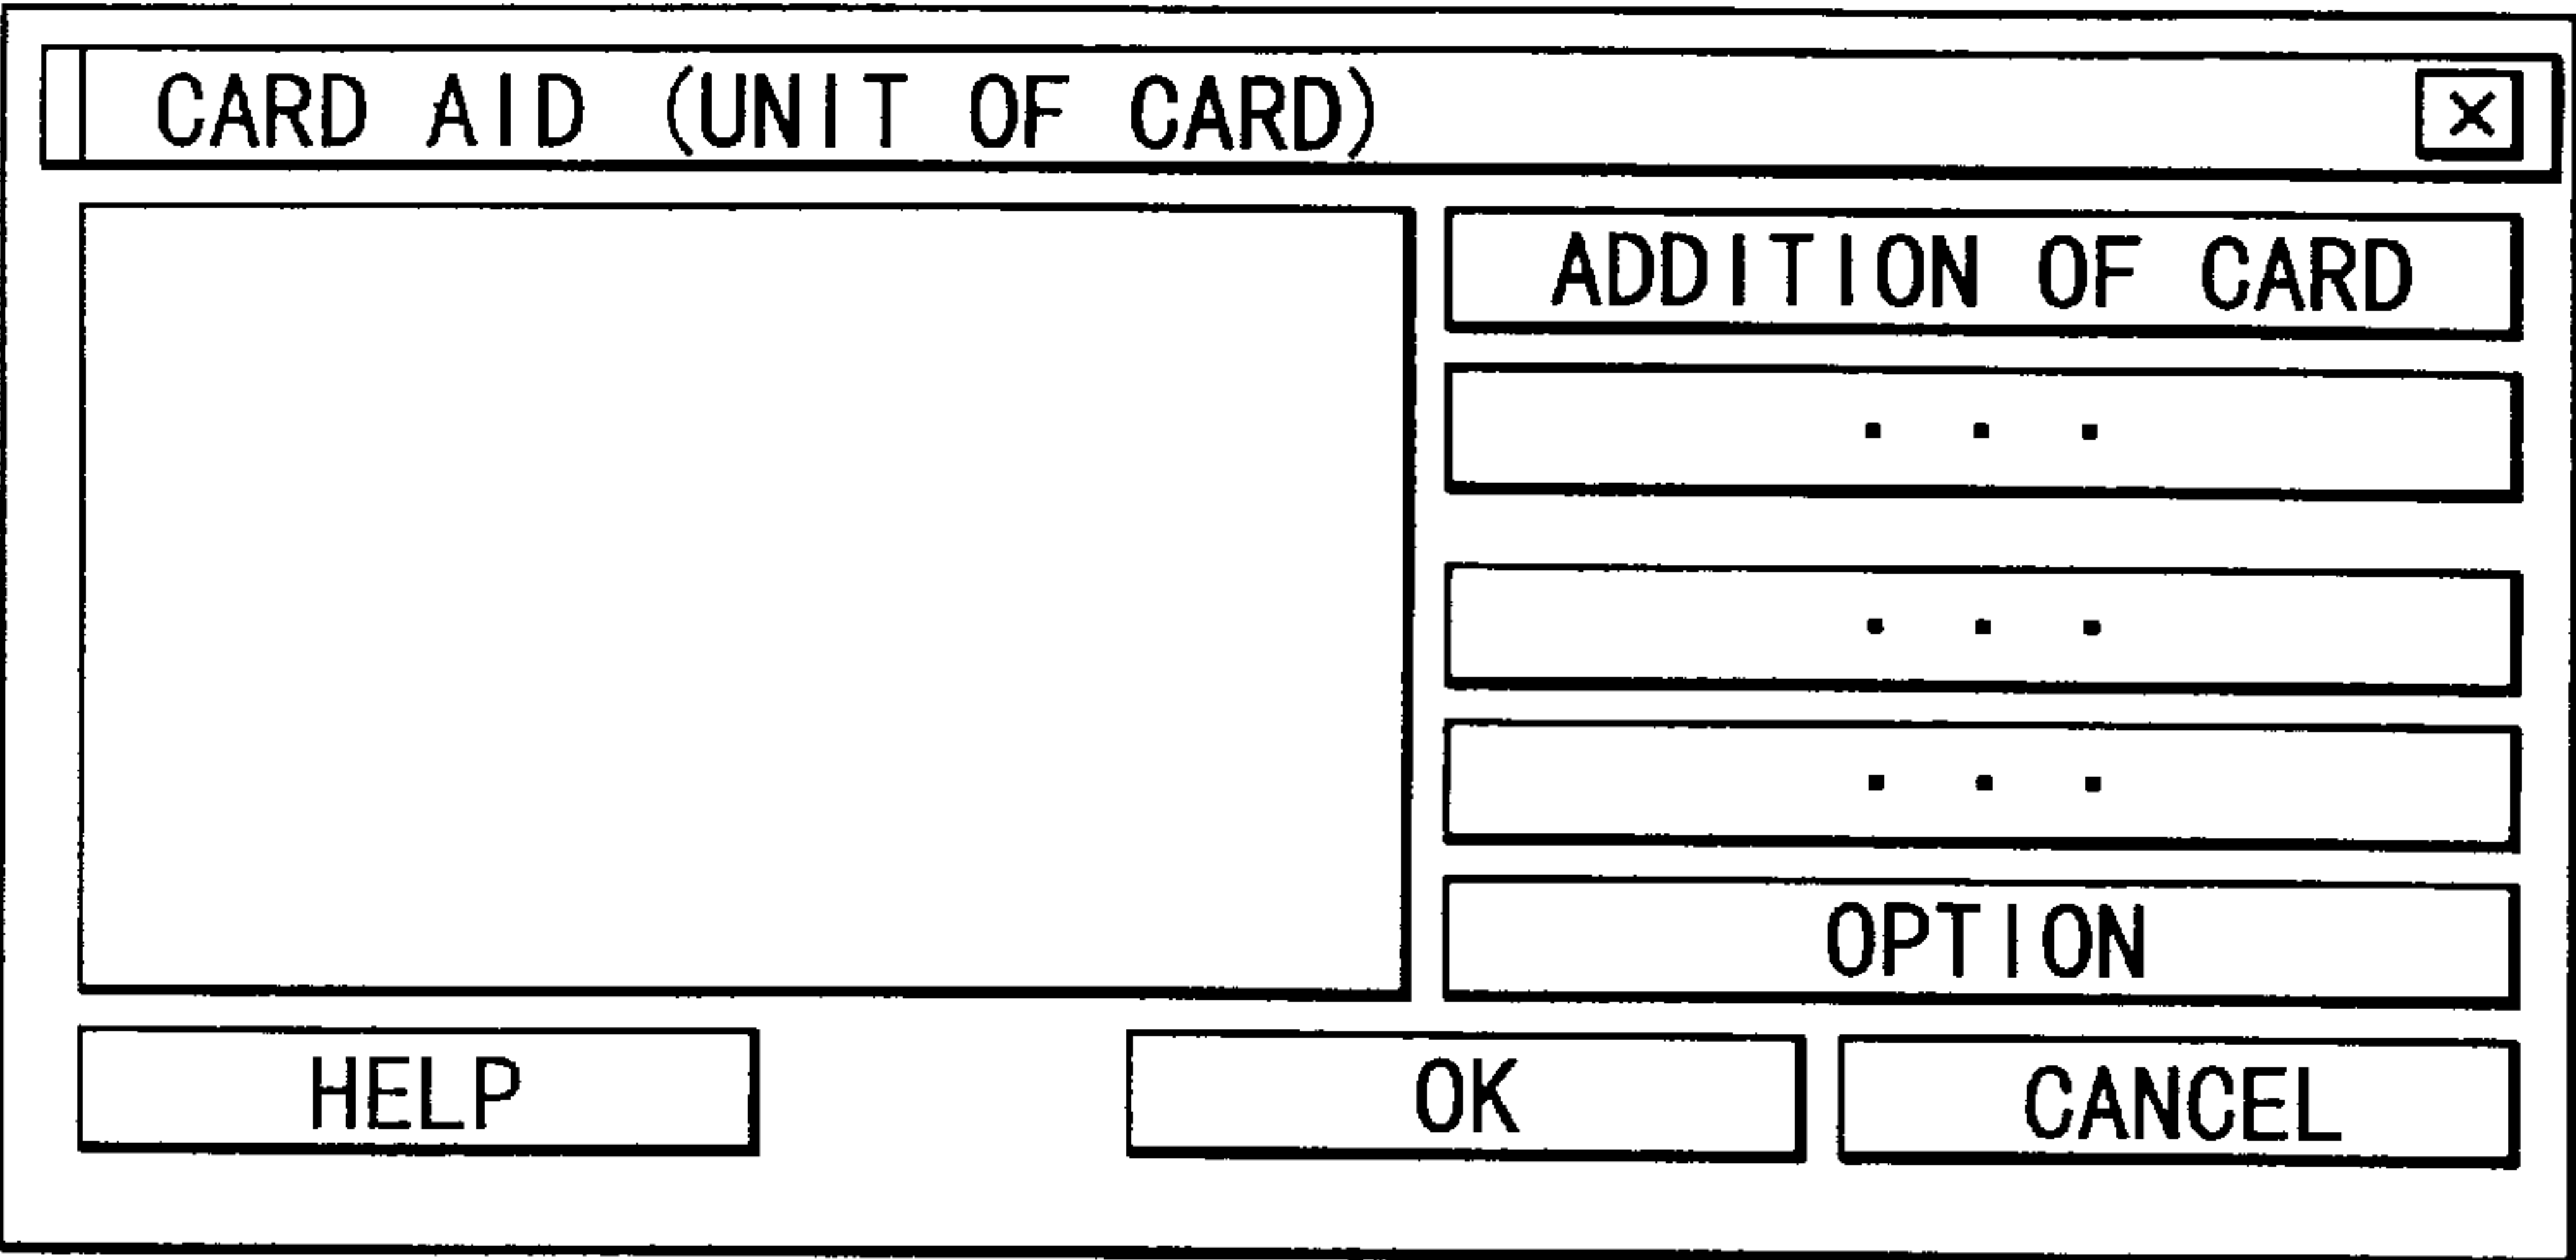 CARD AID (UNIT OF CARD) ×
ADDITION OF CARD
. . .
. . .
. . .
OPTION
HELP OK CANCEL